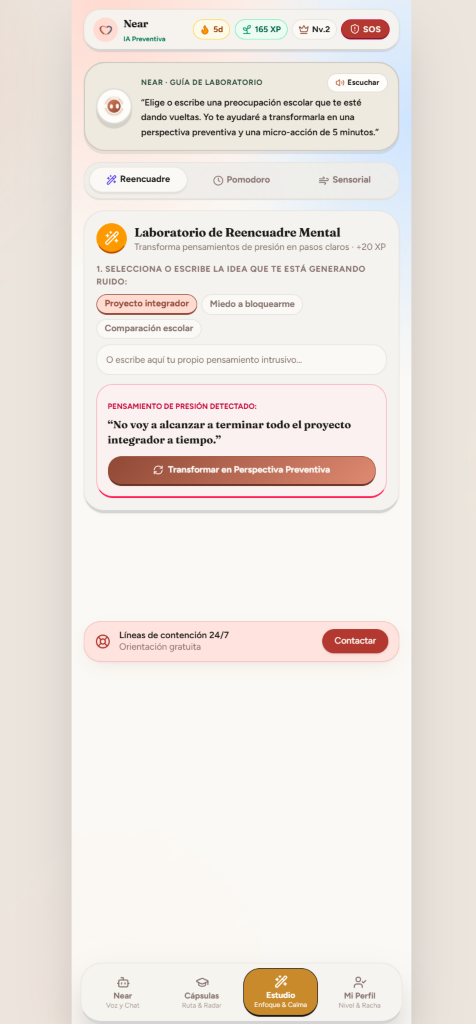 Near
IA Preventiva
5d
165 XP
Nv.2
SOS
NEAR · GUÍA DE LABORATORIO
Escuchar
“Elige o escribe una preocupación escolar que te esté
dando vueltas. Yo te ayudaré a transformarla en una
perspectiva preventiva y una micro-acción de 5 minutos.”
Reencuadre
Pomodoro
Sensorial
Laboratorio de Reencuadre Mental
Transforma pensamientos de presión en pasos claros · +20 XP
1. SELECCIONA O ESCRIBE LA IDEA QUE TE ESTÁ GENERANDO
RUIDO:
Proyecto integrador
Miedo a bloquearme
Comparación escolar
O escribe aquí tu propio pensamiento intrusivo...
PENSAMIENTO DE PRESIÓN DETECTADO:
“No voy a alcanzar a terminar todo el proyecto
integrador a tiempo.”
Transformar en Perspectiva Preventiva
Líneas de contención 24/7
Orientación gratuita
Contactar
Near
Voz y Chat
Cápsulas
Ruta & Radar
Estudio
Enfoque & Calma
Mi Perfil
Nivel & Racha